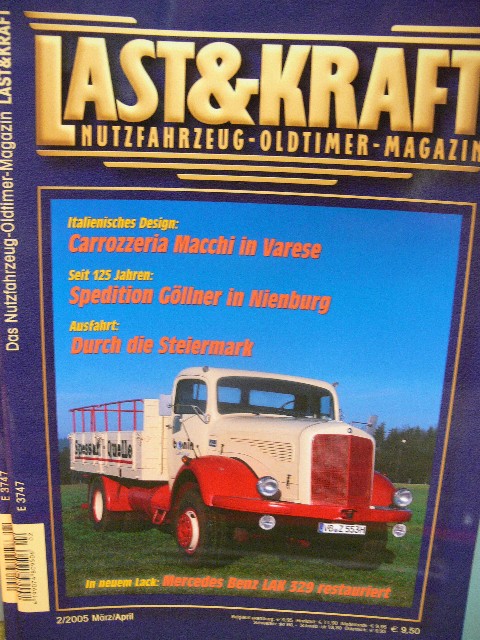 LAST&KRAFT
NUTZFAHRZEUG-OLDTIMER-MAGAZIN
Das Nutzfahrzeug-Oldtimer-Magazin LAST&KRAFT
Italienisches Design:
Carrozzeria Macchi in Varese
Seit 125 Jahren:
Spedition Göllner in Nienburg
Ausfahrt:
Durch die Steiermark
Quelle
In neuem Lack: Mercedes Benz LAK 329 restauriert
E 3747
E 3747
2/2005 März/April
€ 9,50